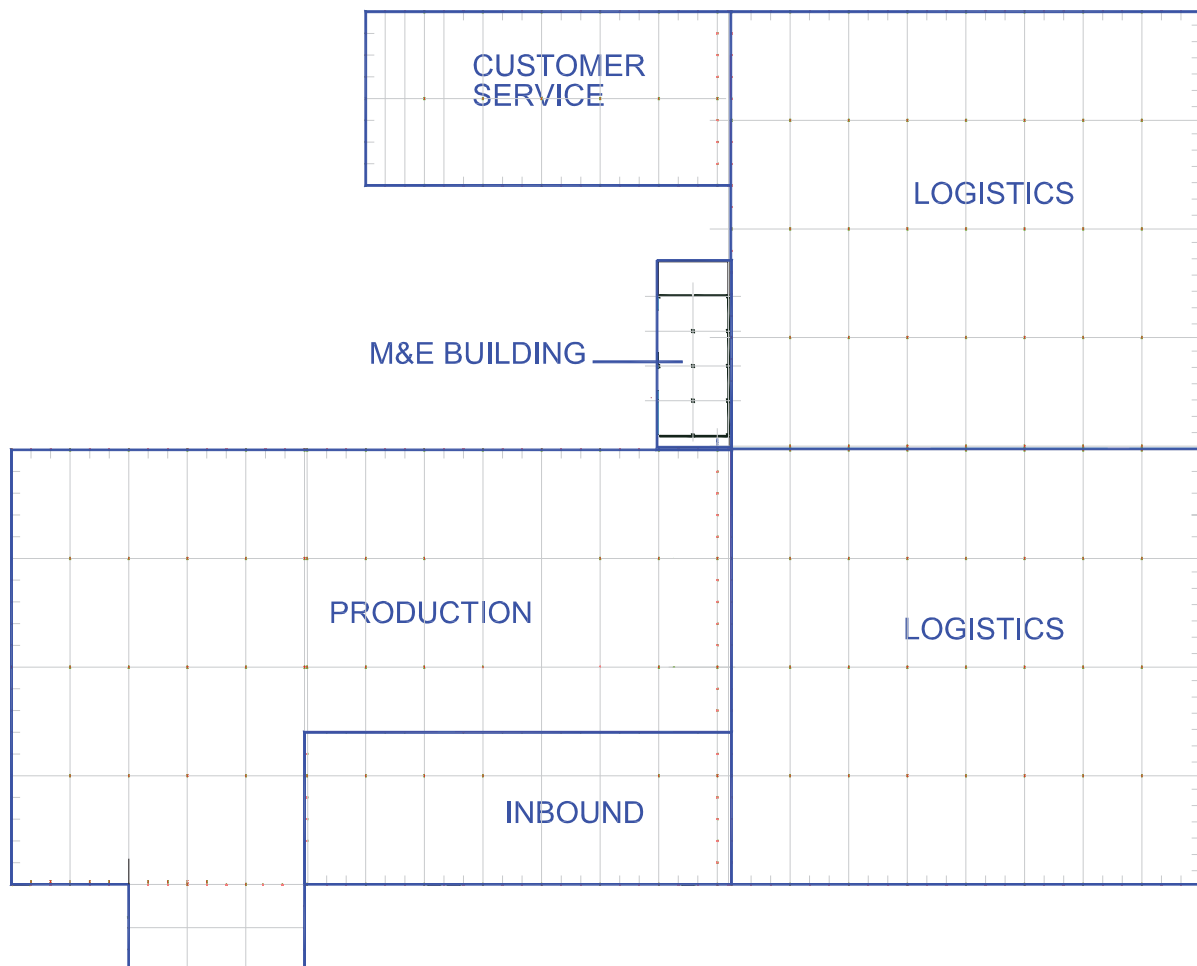 CUSTOMER
SERVICE
LOGISTICS
M&E BUILDING
PRODUCTION
LOGISTICS
INBOUND